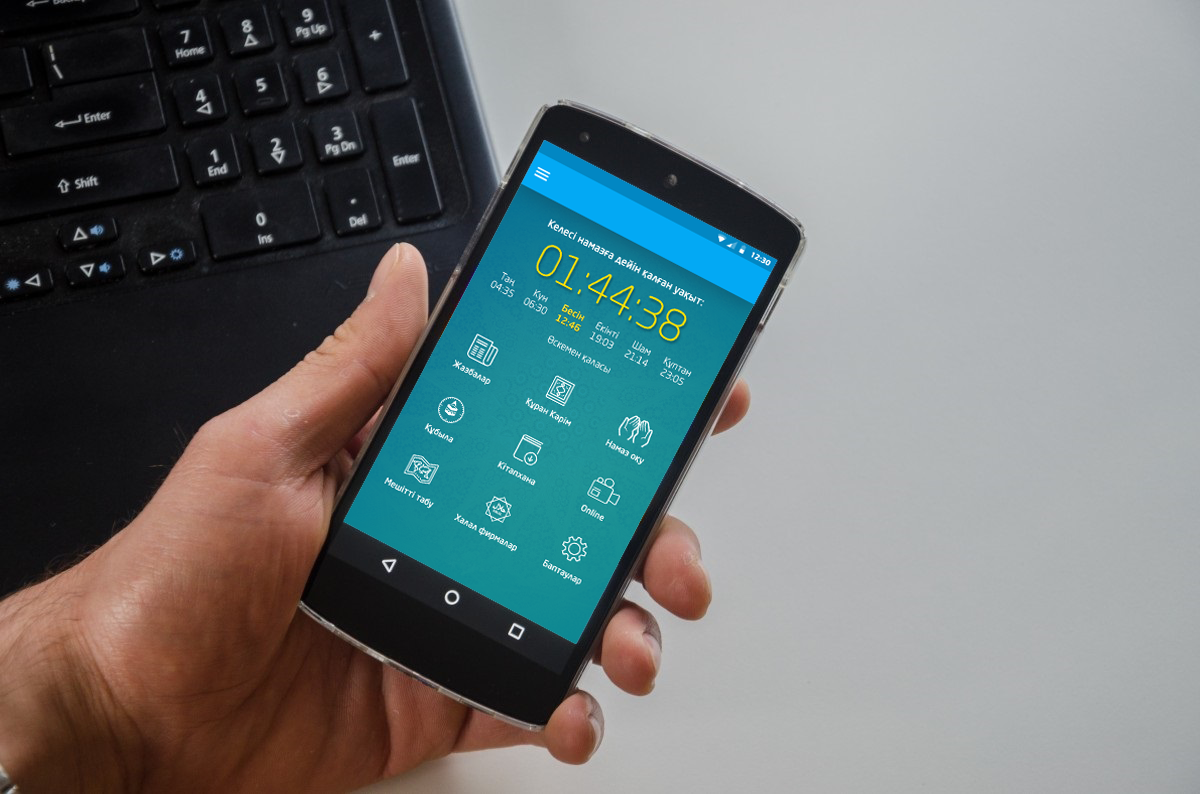 7
Home
8
9
Pg Up
+
|
\
4
5
6
Enter
1
End
2
3
Pg Dn
Enter
Shift
0
Ins
.
Del
12:30
Келесі намазға дейін қалған уақыт:
01:44:38
Таң
04:35
Күн
06:30
Бесін
12:46
Екінті
19:03
Шам
21:14
Құптан
23:05
Өскемен қаласы
Жазбалар
Құран Кәрім
Намаз оқу
Құбыла
Кітапхана
Online
Мешітті табу
Халал фирмалар
Баптаулар